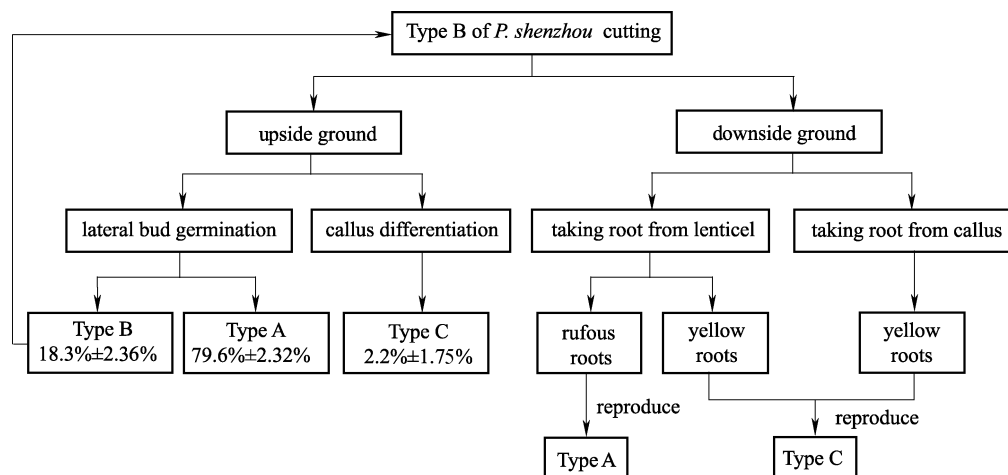 Type B of P. shenzhou cutting
upside ground
downside ground
lateral bud germination
callus differentiation
taking root from lenticel
taking root from callus
Type B
18.3%±2.36%
Type A
79.6%±2.32%
Type C
2.2%±1.75%
rufous
roots
yellow
roots
yellow
roots
reproduce
reproduce
Type A
Type C